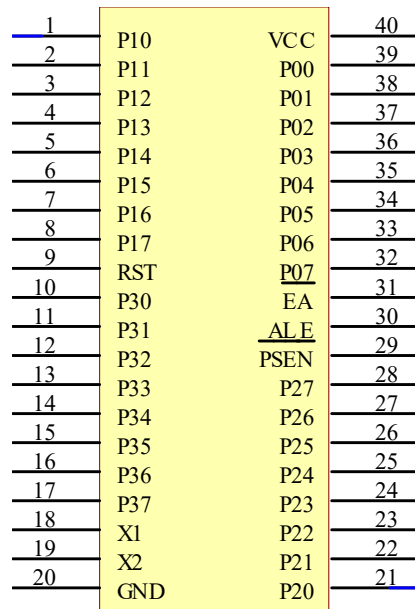 1 P10 VCC 40
2 P11 P00 39
3 P12 P01 38
4 P13 P02 37
5 P14 P03 36
6 P15 P04 35
7 P16 P05 34
8 P17 P06 33
9 RST P07 32
10 P30 EA 31
11 P31 ALE 30
12 P32 PSEN 29
13 P33 P27 28
14 P34 P26 27
15 P35 P25 26
16 P36 P24 25
17 P37 P23 24
18 X1 P22 23
19 X2 P21 22
20 GND P20 21